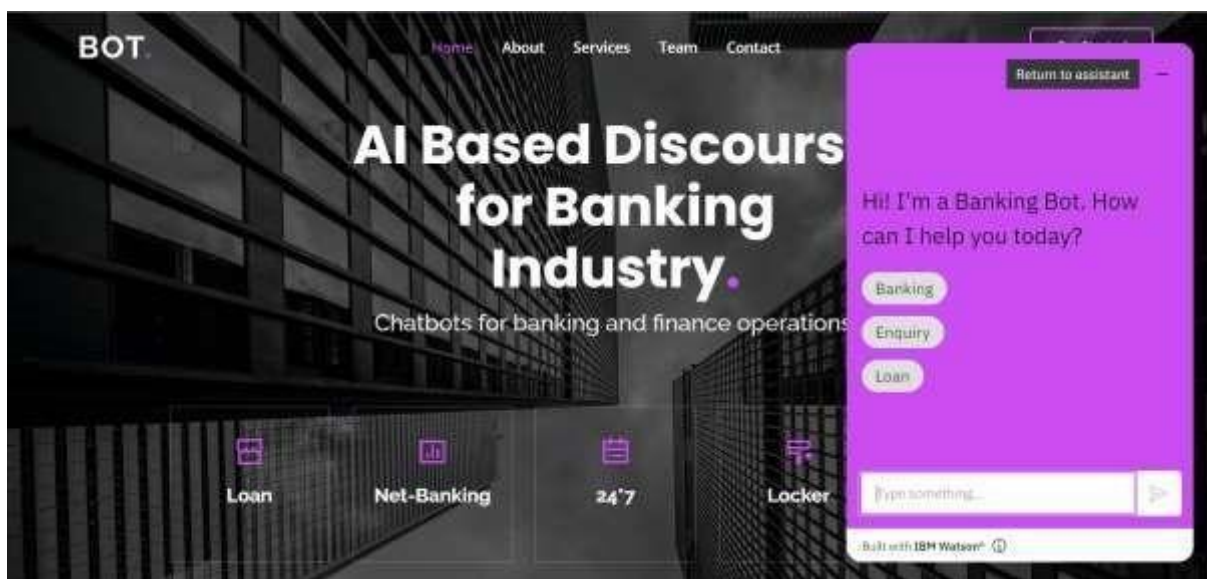 BOT.
Home About Services Team Contact
Return to assistant
AI Based Discours
for Banking
Industry.
Chatbots for banking and finance operations
Hi! I'm a Banking Bot. How
can I help you today?
Banking
Enquiry
Loan
Loan Net-Banking 24*7 Locker
Type something...
Built with IBM Watson®